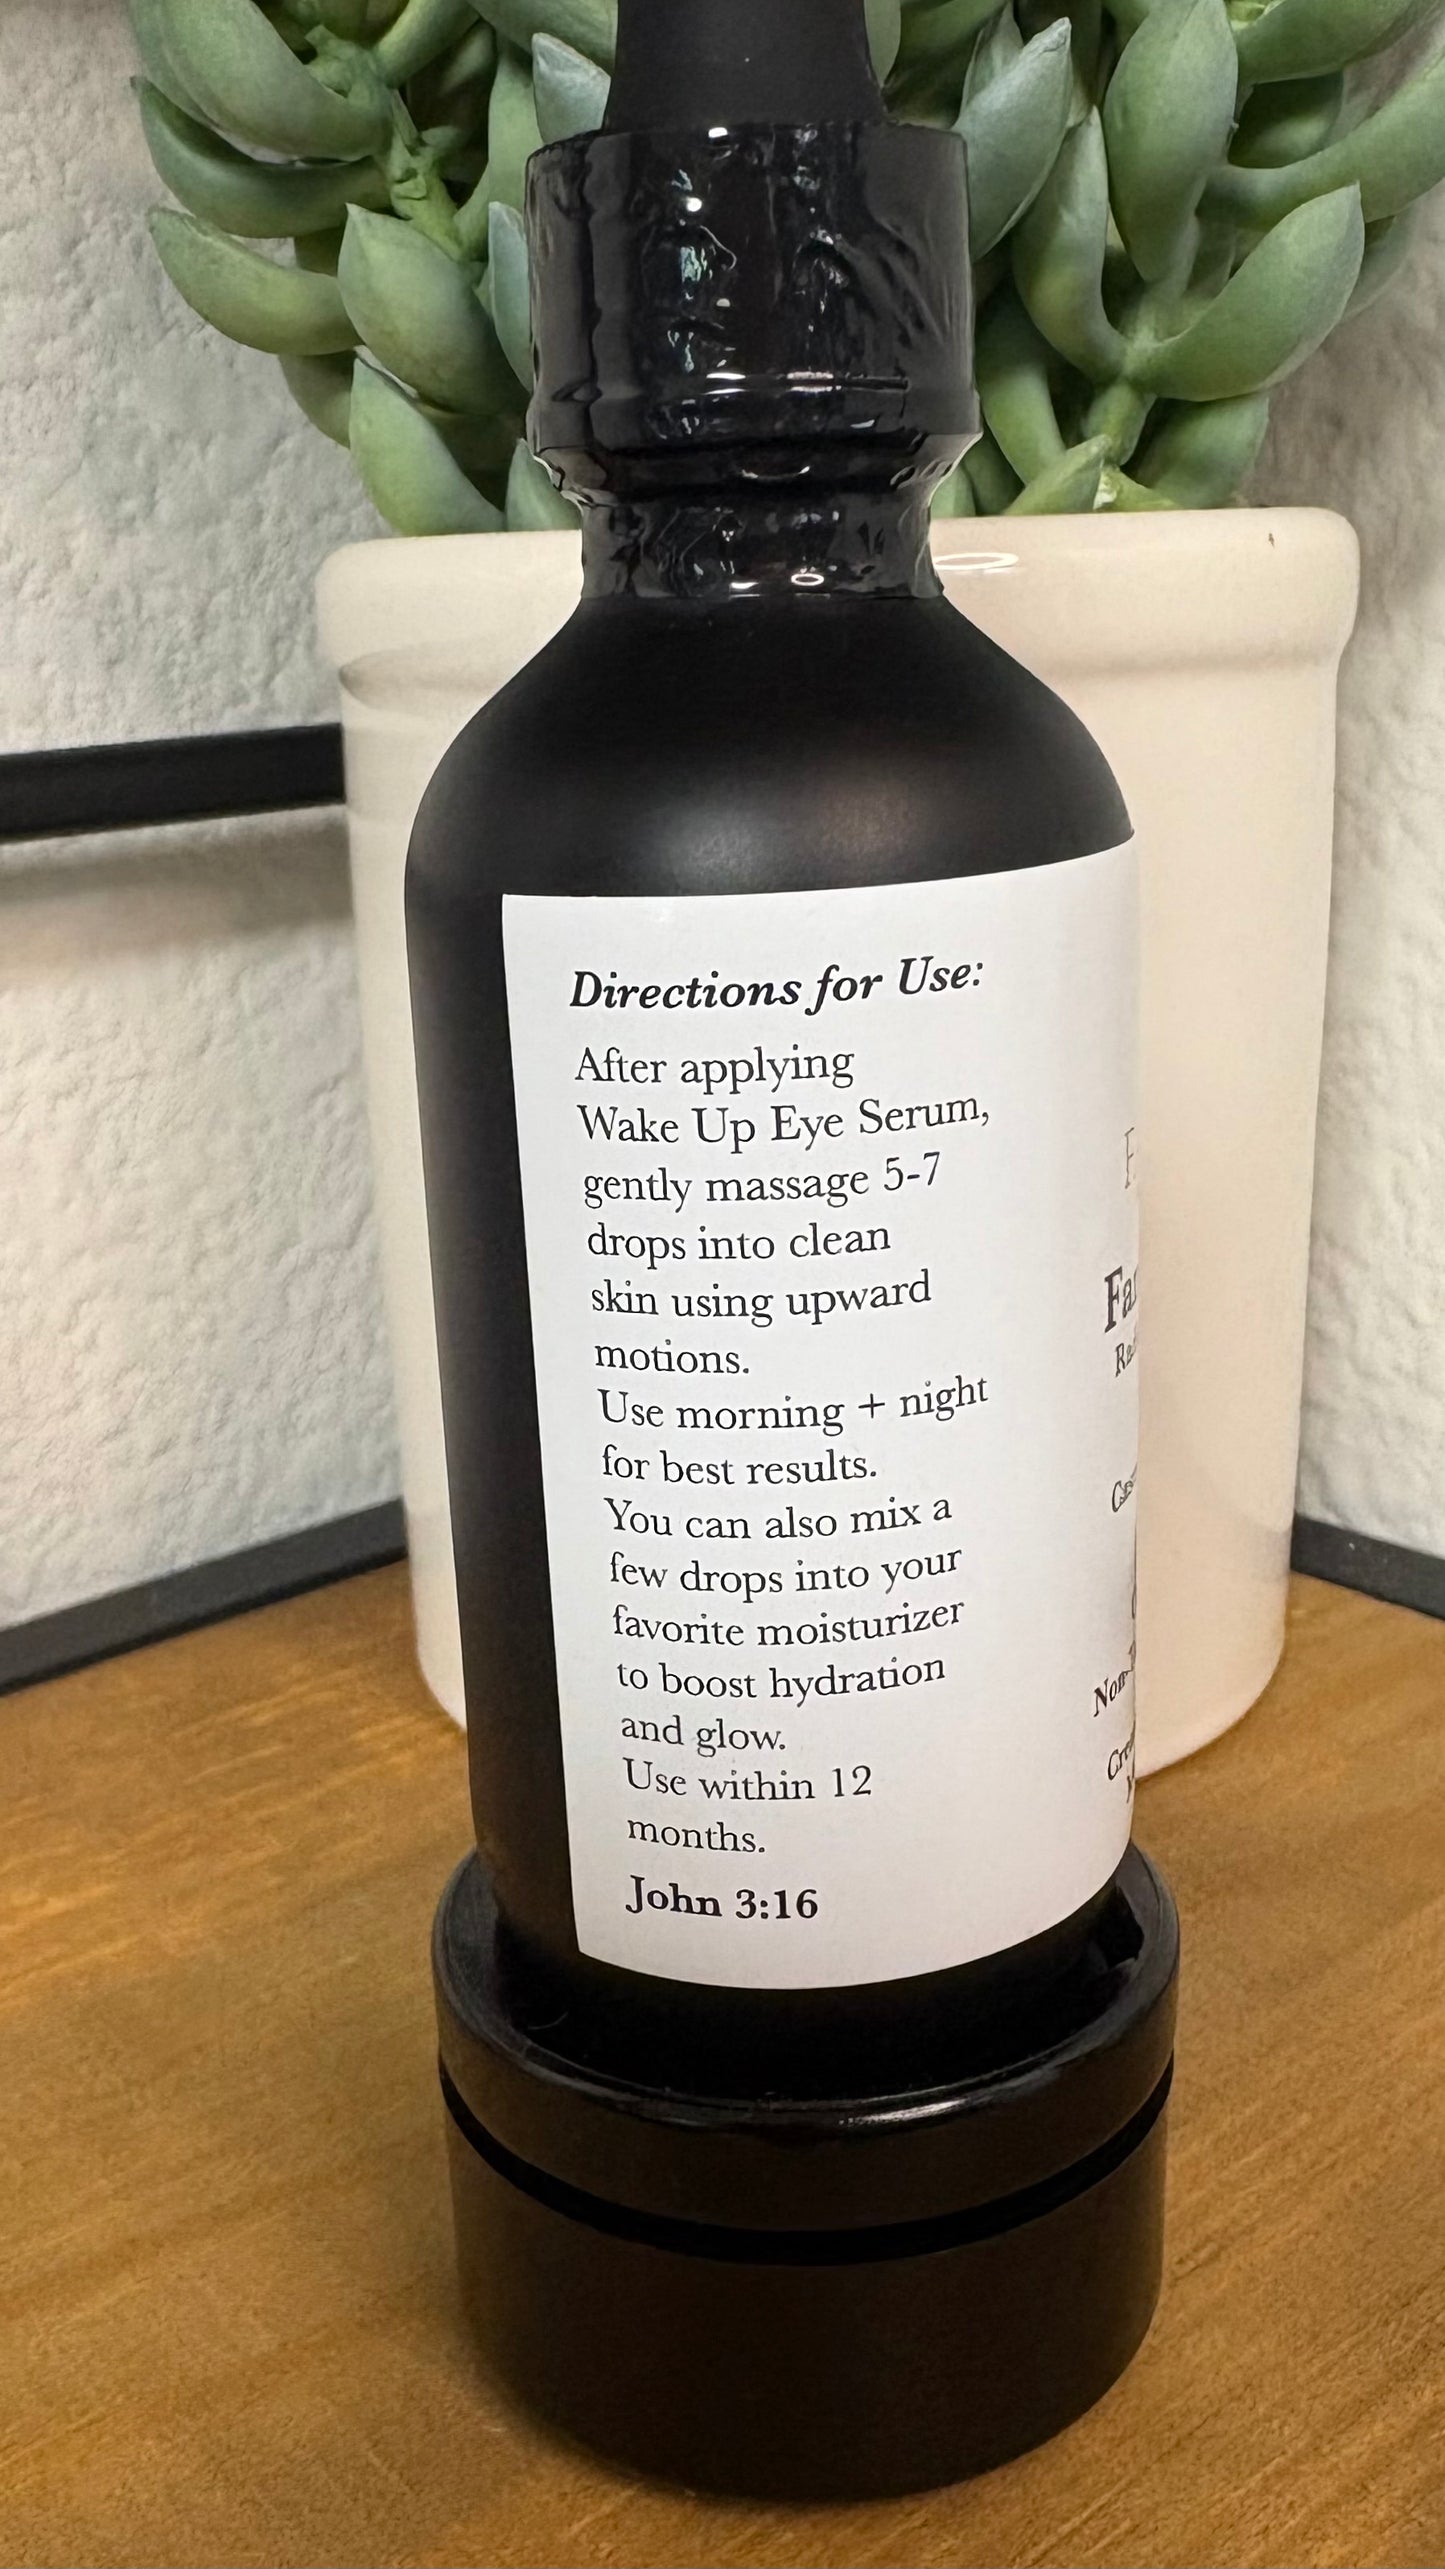 Directions for Use:
After applying
Wake Up Eye Serum,
gently massage 5-7
drops into clean
skin using upward
motions.
Use morning + night
for best results.
You can also mix a
few drops into your
favorite moisturizer
to boost hydration
and glow.
Use within 12
months.
John 3:16